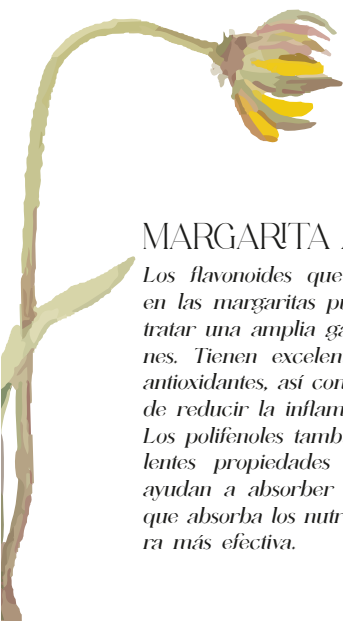 MARGARITA
Los flavonoides que
en las margaritas pu
tratar una amplia ga
nes. Tienen excelen
antioxidantes, así con
de reducir la inflam
Los polifenoles tamb
lentes propiedades
ayudan a absorber
que absorba los nutr
ra más efectiva.